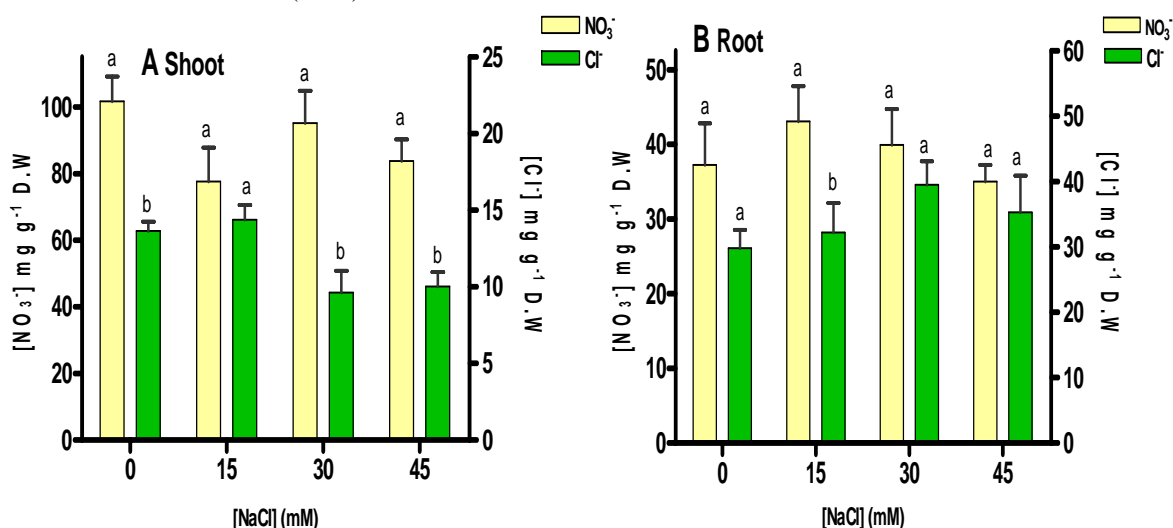 A Shoot
NO₃⁻
Cl⁻
[NO₃⁻] mg g⁻¹ D.W
100
80
60
40
20
0
a a a a
b a b b
25
20
15
10
5
0
[Cl⁻] mg g⁻¹ D.W
0 15 30 45
[NaCl] (mM)
B Root
NO₃⁻
Cl⁻
[NO₃⁻] mg g⁻¹ D.W
50
40
30
20
10
0
a a a a
a b a a
60
50
40
30
20
10
0
[Cl⁻] mg g⁻¹ D.W
0 15 30 45
[NaCl] (mM)